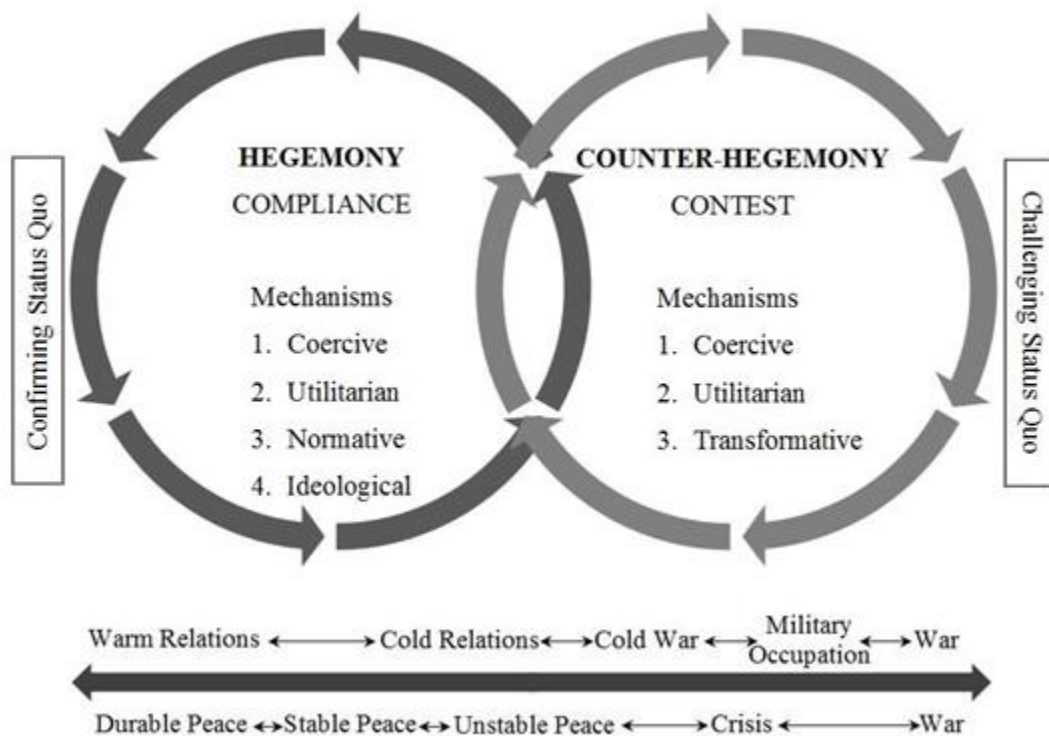 Confirming Status Quo
HEGEMONY
COMPLIANCE
Mechanisms
1. Coercive
2. Utilitarian
3. Normative
4. Ideological
COUNTER-HEGEMONY
CONTEST
Mechanisms
1. Coercive
2. Utilitarian
3. Transformative
Challenging Status Quo
Warm Relations Cold Relations Cold War Military Occupation War
Durable Peace Stable Peace Unstable Peace Crisis War